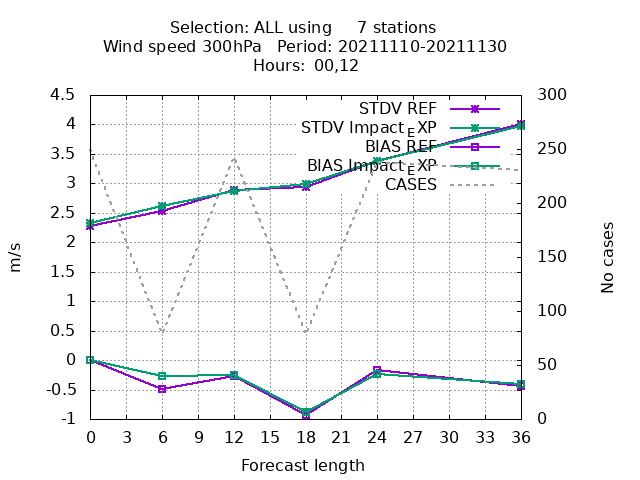 Selection: ALL using 7 stations
Wind speed 300hPa Period: 20211110-20211130
Hours: 00,12
STDV REF
STDV Impact_EXP
BIAS REF
BIAS Impact_EXP
CASES
4.5
4
3.5
3
2.5
2
1.5
1
0.5
0
-0.5
-1
m/s
300
250
200
150
100
50
0
No cases
0 3 6 9 12 15 18 21 24 27 30 33 36
Forecast length